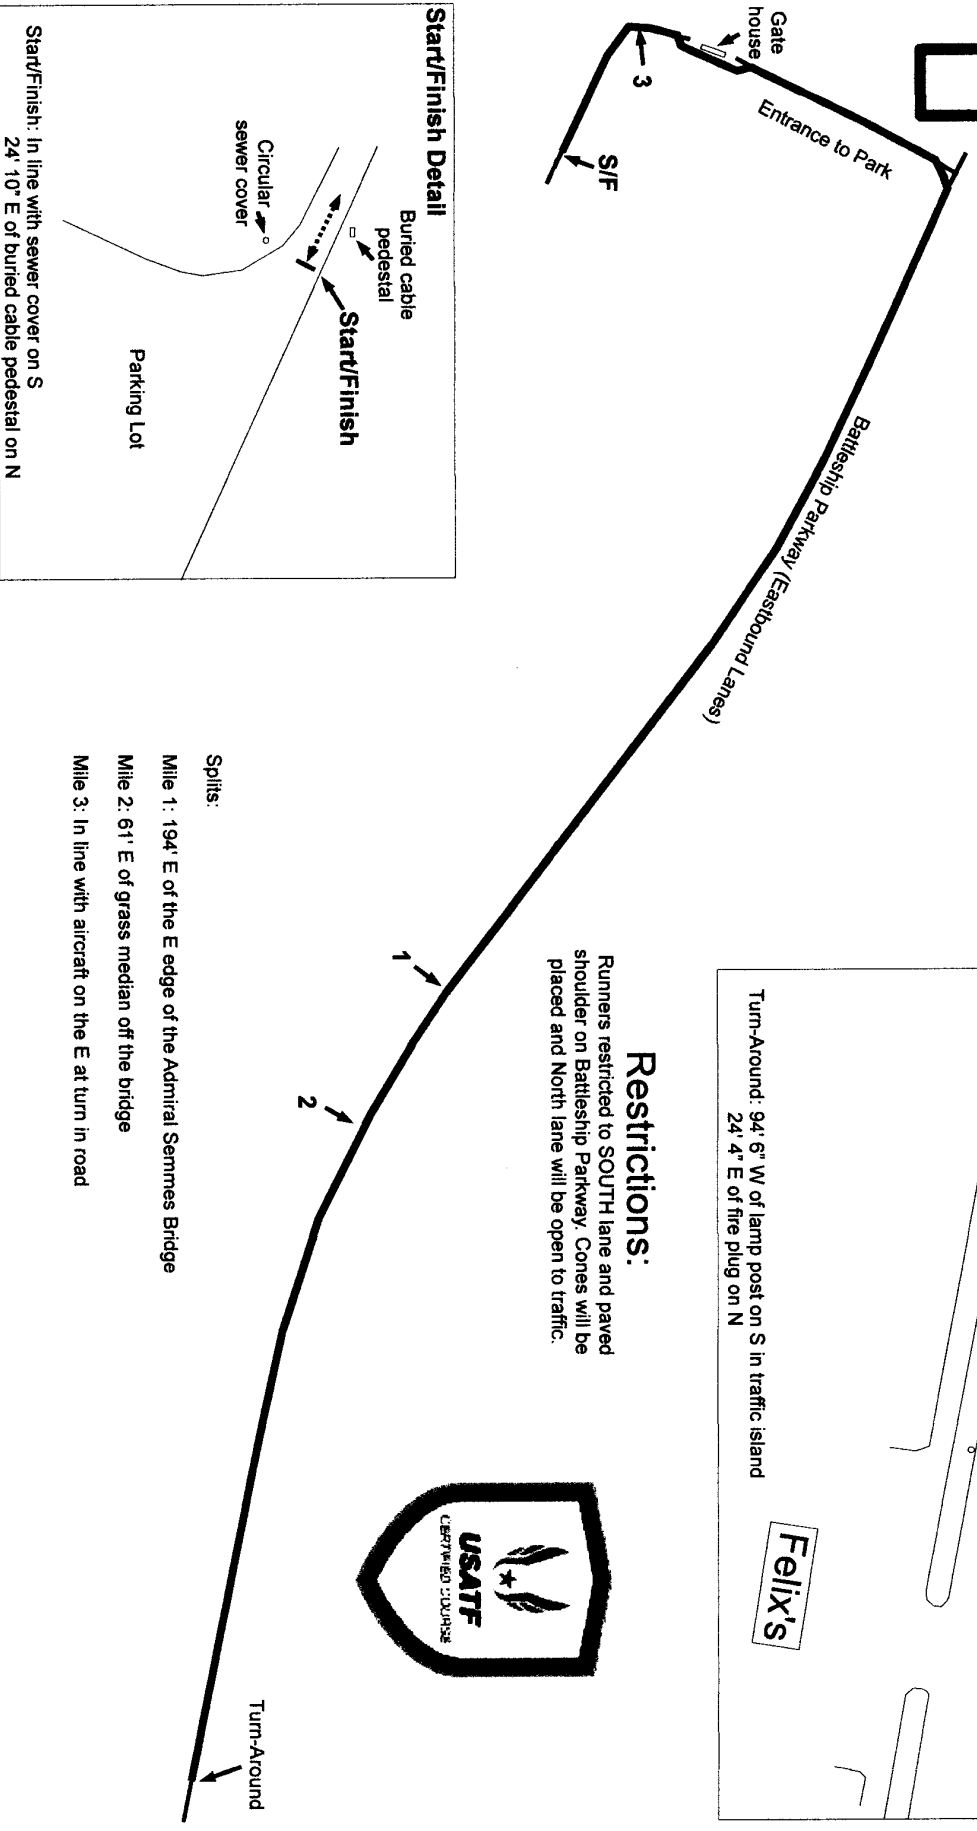 Gate
house
3
S/F
Entrance to Park
Battleship Parkway (Eastbound Lanes)
Start/Finish Detail
Buried cable
pedestal
Circular
sewer cover
Start/Finish
Parking Lot
Start/Finish: In line with sewer cover on S
24' 10" E of buried cable pedestal on N
Turn-Around: 94' 6" W of lamp post on S in traffic island
24' 4" E of fire plug on N
Felix's
Restrictions:
Runners restricted to SOUTH lane and paved
shoulder on Battleship Parkway. Cones will be
placed and North lane will be open to traffic.
1
2
Splits:
Mile 1: 194' E of the E edge of the Admiral Semmes Bridge
Mile 2: 61' E of grass median off the bridge
Mile 3: In line with aircraft on the E at turn in road
USATF
CERTIFIED COURSE
Turn-Around